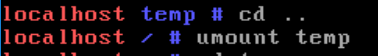 localhost temp # cd ..
localhost / # umount temp